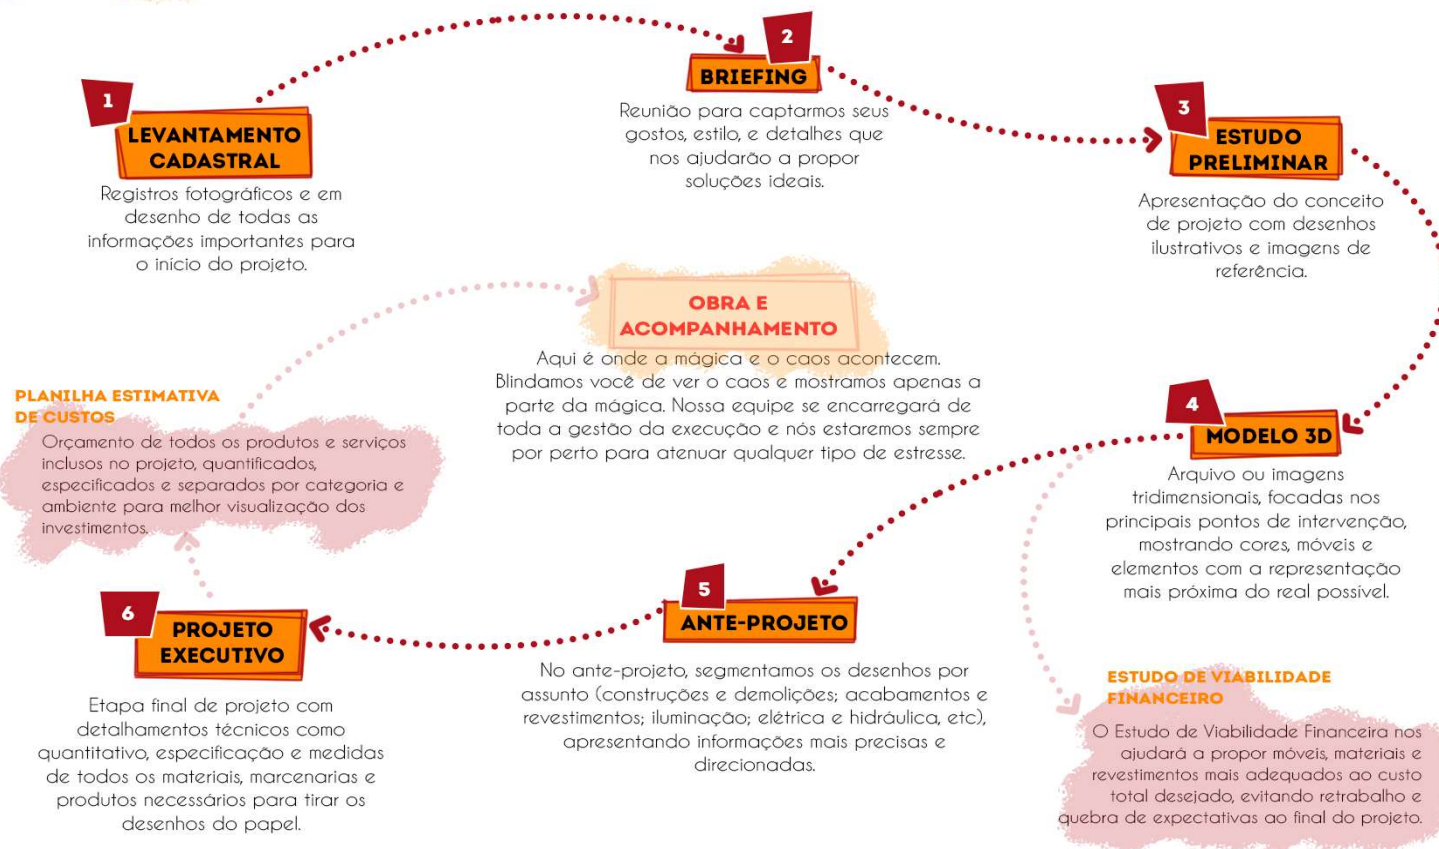 1
LEVANTAMENTO
CADASTRAL
Registros fotográficos e em
desenho de todas as
informações importantes para
o início do projeto.
2
BRIEFING
Reunião para captarmos seus
gostos, estilo, e detalhes que
nos ajudarão a propor
soluções ideais.
3
ESTUDO
PRELIMINAR
Apresentação do conceito
de projeto com desenhos
ilustrativos e imagens de
referência.
4
MODELO 3D
Arquivo ou imagens
tridimensionais, focadas nos
principais pontos de intervenção,
mostrando cores, móveis e
elementos com a representação
mais próxima do real possível.
ESTUDO DE VIABILIDADE
FINANCEIRO
O Estudo de Viabilidade Financeira nos
ajudará a propor móveis, materiais e
revestimentos mais adequados ao custo
total desejado, evitando retrabalho e
quebra de expectativas ao final do projeto.
5
ANTE-PROJETO
No ante-projeto, segmentamos os desenhos por
assunto (construções e demolições; acabamentos e
revestimentos; iluminação; elétrica e hidráulica, etc),
apresentando informações mais precisas e
direcionadas.
6
PROJETO
EXECUTIVO
Etapa final de projeto com
detalhamentos técnicos como
quantitativo, especificação e medidas
de todos os materiais, marcenarias e
produtos necessários para tirar os
desenhos do papel.
PLANILHA ESTIMATIVA
DE CUSTOS
Orçamento de todos os produtos e serviços
inclusos no projeto, quantificados,
especificados e separados por categoria e
ambiente para melhor visualização dos
investimentos.
OBRA E
ACOMPANHAMENTO
Aqui é onde a mágica e o caos acontecem.
Blindamos você de ver o caos e mostramos apenas a
parte da mágica. Nossa equipe se encarregará de
toda a gestão da execução e nós estaremos sempre
por perto para atenuar qualquer tipo de estresse.